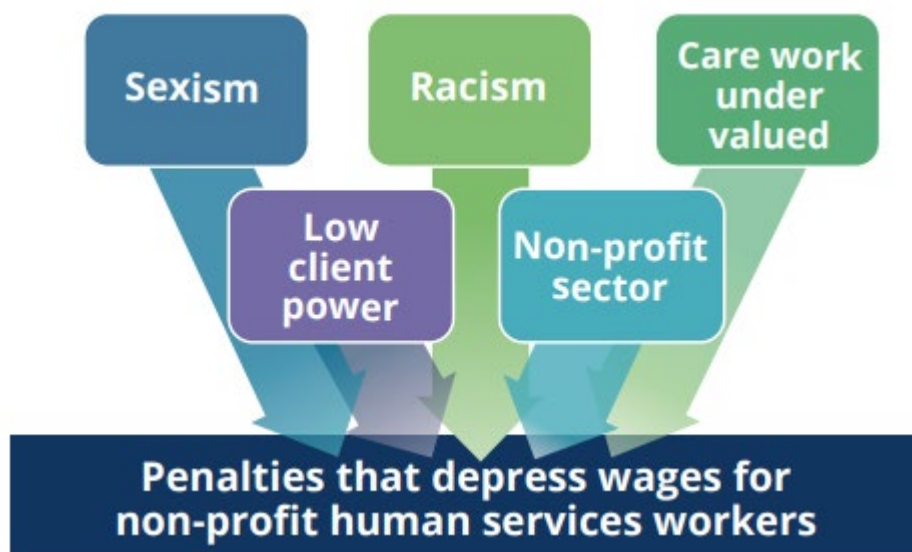 Sexism
Racism
Care work
under
valued
Low
client
power
Non-profit
sector
Penalties that depress wages for
non-profit human services workers